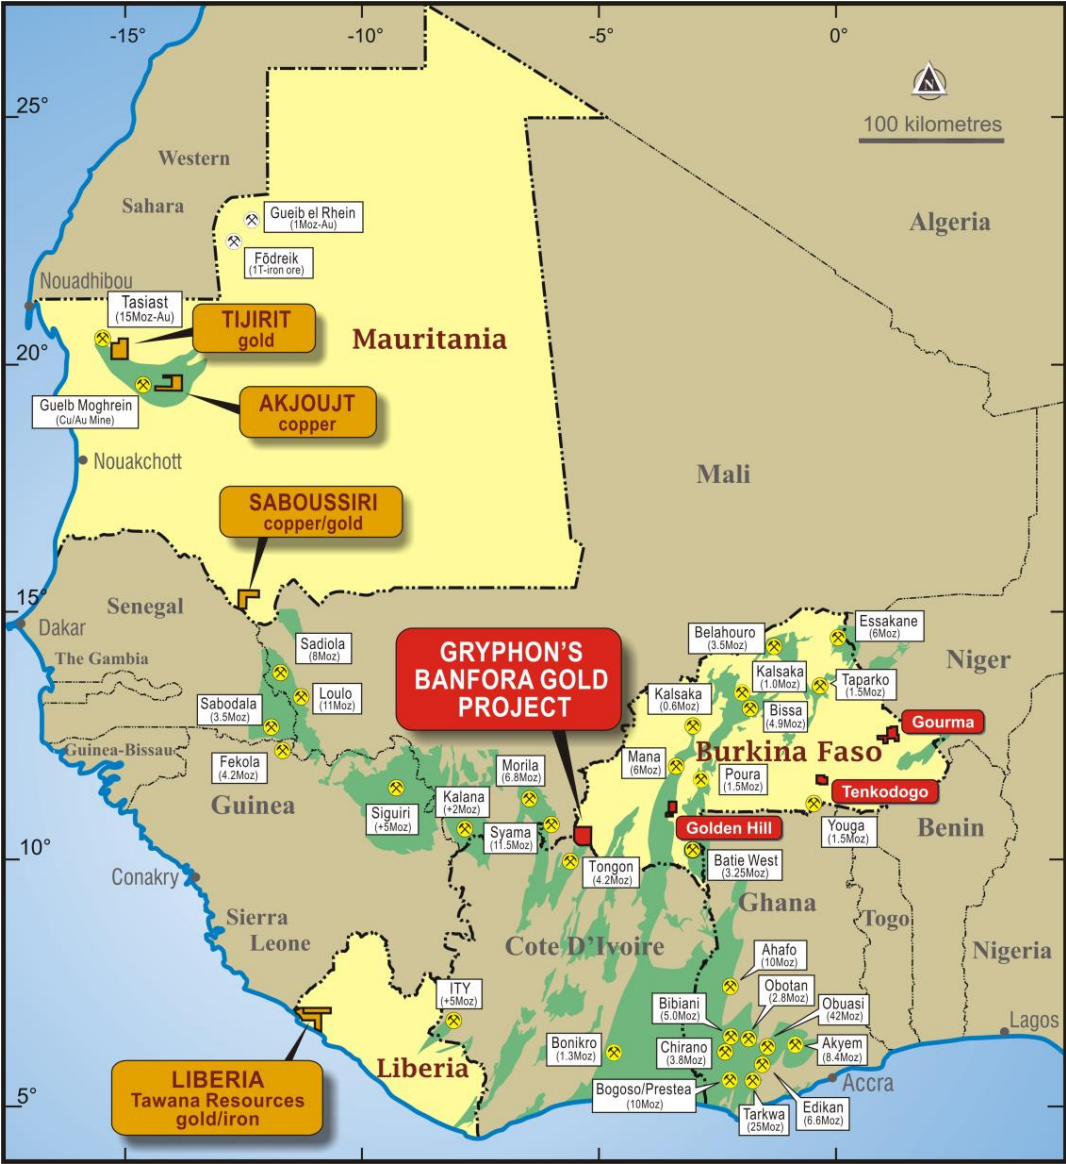 -15°
-10°
-5°
0°
25°
20°
15°
10°
5°
N
100 kilometres
Western
Sahara
Algeria
Gueib el Rhein
(1Moz-Au)
Fōdreik
(1T-iron ore)
Nouadhibou
Tasiast
(15Moz-Au)
TIJIRIT
gold
Mauritania
AKJOUJT
copper
Guelb Moghrein
(Cu/Au Mine)
Nouakchott
Mali
SABOUSSIRI
copper/gold
Senegal
Dakar
The Gambia
Sadiola
(8Moz)
Loulo
(11Moz)
Sabodala
(3.5Moz)
Guinea-Bissau
Fekola
(4.2Moz)
Guinea
GRYPHON'S
BANFORA GOLD
PROJECT
Belahouro
(3.5Moz)
Essakane
(6Moz)
Niger
Kalsaka
(1.0Moz)
Taparko
(1.5Moz)
Kalsaka
(0.6Moz)
Bissa
(4.9Moz)
Gourma
Burkina Faso
Mana
(6Moz)
Poura
(1.5Moz)
Tenkodogo
Morila
(6.8Moz)
Siguiri
(+5Moz)
Kalana
(+2Moz)
Syama
(11.5Moz)
Golden Hill
Youga
(1.5Moz)
Benin
Tongon
(4.2Moz)
Batie West
(3.25Moz)
Conakry
Ghana
Togo
Sierra
Leone
Cote D'Ivoire
Nigeria
Ahafo
(10Moz)
ITY
(+5Moz)
Obotan
(2.8Moz)
Bibiani
(5.0Moz)
Obuasi
(42Moz)
Lagos
Bonikro
(1.3Moz)
Chirano
(3.8Moz)
Akyem
(8.4Moz)
Liberia
LIBERIA
Tawana Resources
gold/iron
Bogoso/Prestea
(10Moz)
Accra
Tarkwa
(25Moz)
Edikan
(6.6Moz)